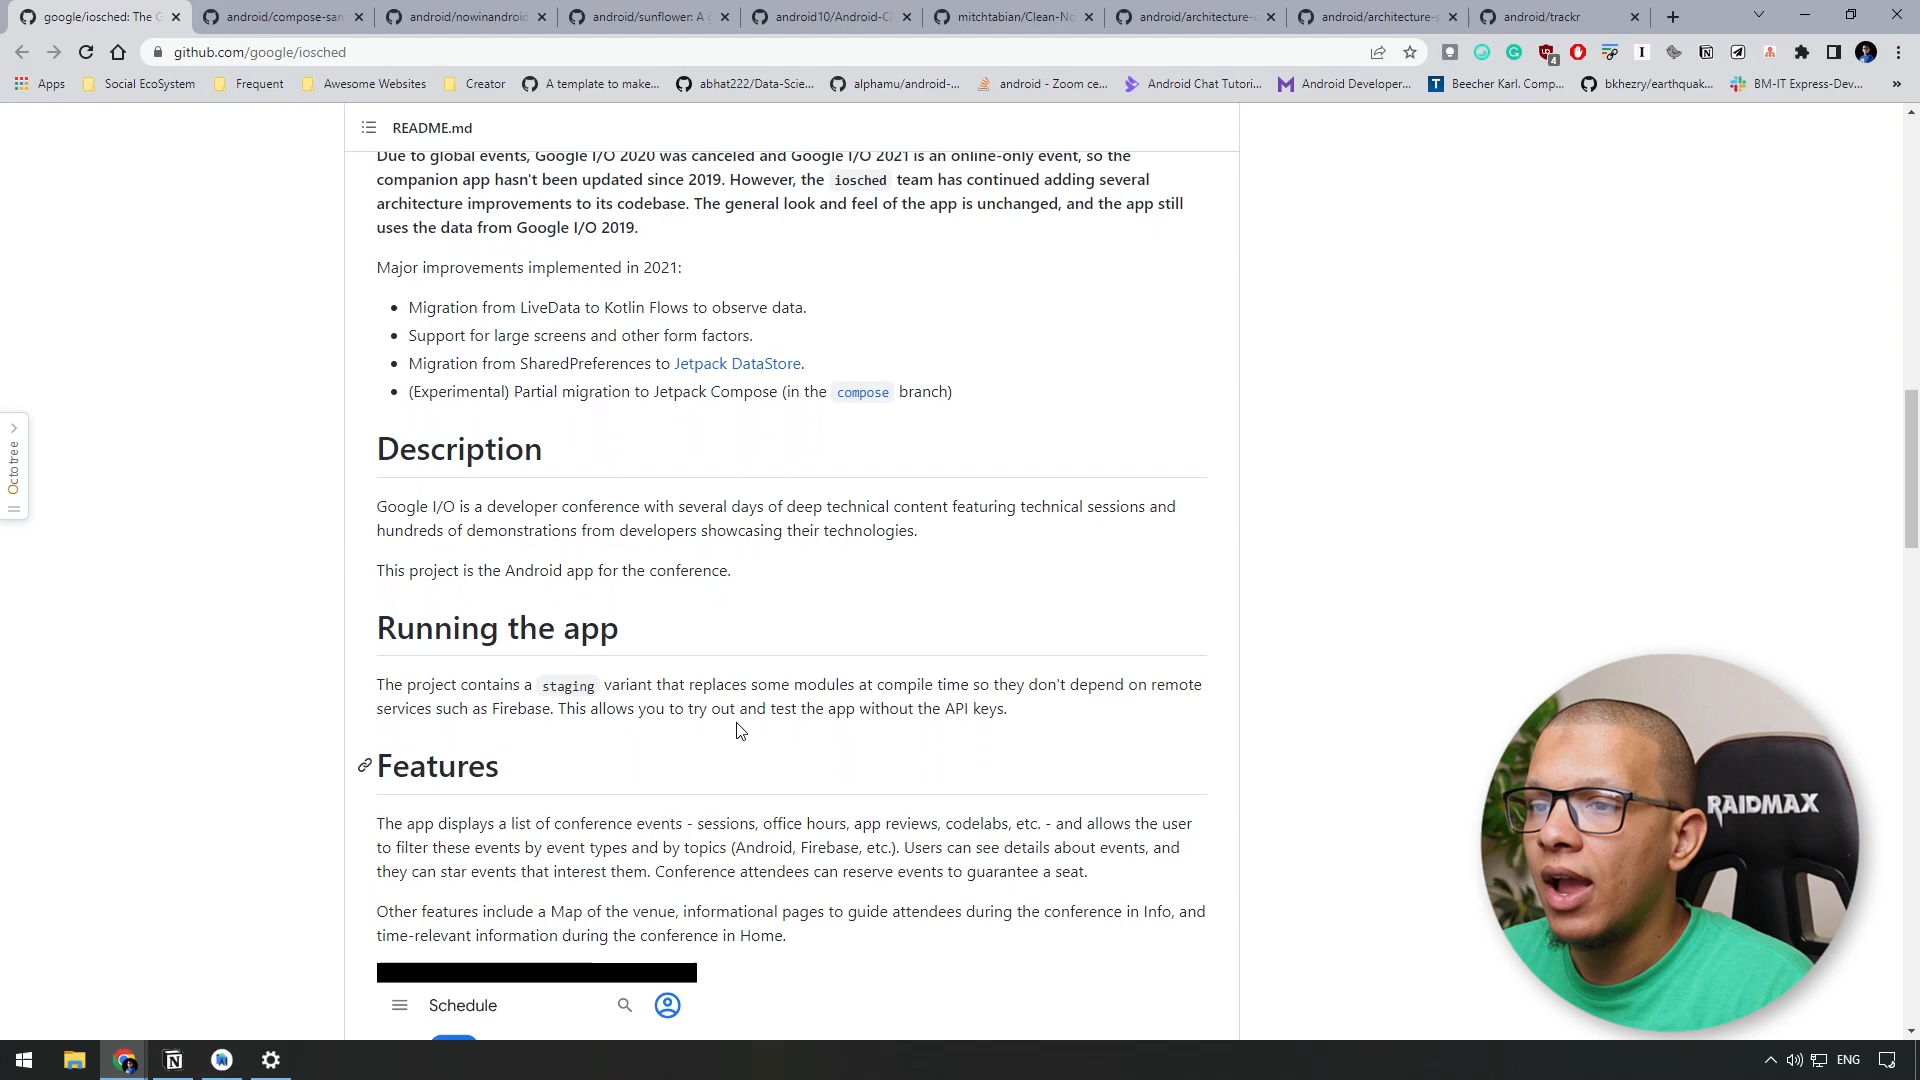 google/iosched: The G
android/compose-sam
android/nowinandroid
android/sunflower: A g
android10/Android-Cl
mitchtabian/Clean-No
android/architecture-c
android/architecture-s
android/trackr
github.com/google/iosched
4
Apps
Social EcoSystem
Frequent
Awesome Websites
Creator
A template to make...
abhat222/Data-Scie...
alphamu/android-...
android - Zoom ce...
Android Chat Tutori...
Android Developer...
Beecher Karl. Comp...
bkhezry/earthquak...
BM-IT Express-Dev...
»
README.md
Due to global events, Google I/O 2020 was canceled and Google I/O 2021 is an online-only event, so the
companion app hasn't been updated since 2019. However, the iosched team has continued adding several
architecture improvements to its codebase. The general look and feel of the app is unchanged, and the app still
uses the data from Google I/O 2019.
Major improvements implemented in 2021:
• Migration from LiveData to Kotlin Flows to observe data.
• Support for large screens and other form factors.
• Migration from SharedPreferences to Jetpack DataStore.
• (Experimental) Partial migration to Jetpack Compose (in the compose branch)
Octotree
Description
Google I/O is a developer conference with several days of deep technical content featuring technical sessions and
hundreds of demonstrations from developers showcasing their technologies.
This project is the Android app for the conference.
Running the app
The project contains a staging variant that replaces some modules at compile time so they don't depend on remote
services such as Firebase. This allows you to try out and test the app without the API keys.
Features
The app displays a list of conference events - sessions, office hours, app reviews, codelabs, etc. - and allows the user
to filter these events by event types and by topics (Android, Firebase, etc.). Users can see details about events, and
they can star events that interest them. Conference attendees can reserve events to guarantee a seat.
Other features include a Map of the venue, informational pages to guide attendees during the conference in Info, and
time-relevant information during the conference in Home.
Schedule
RAIDMAX
ENG